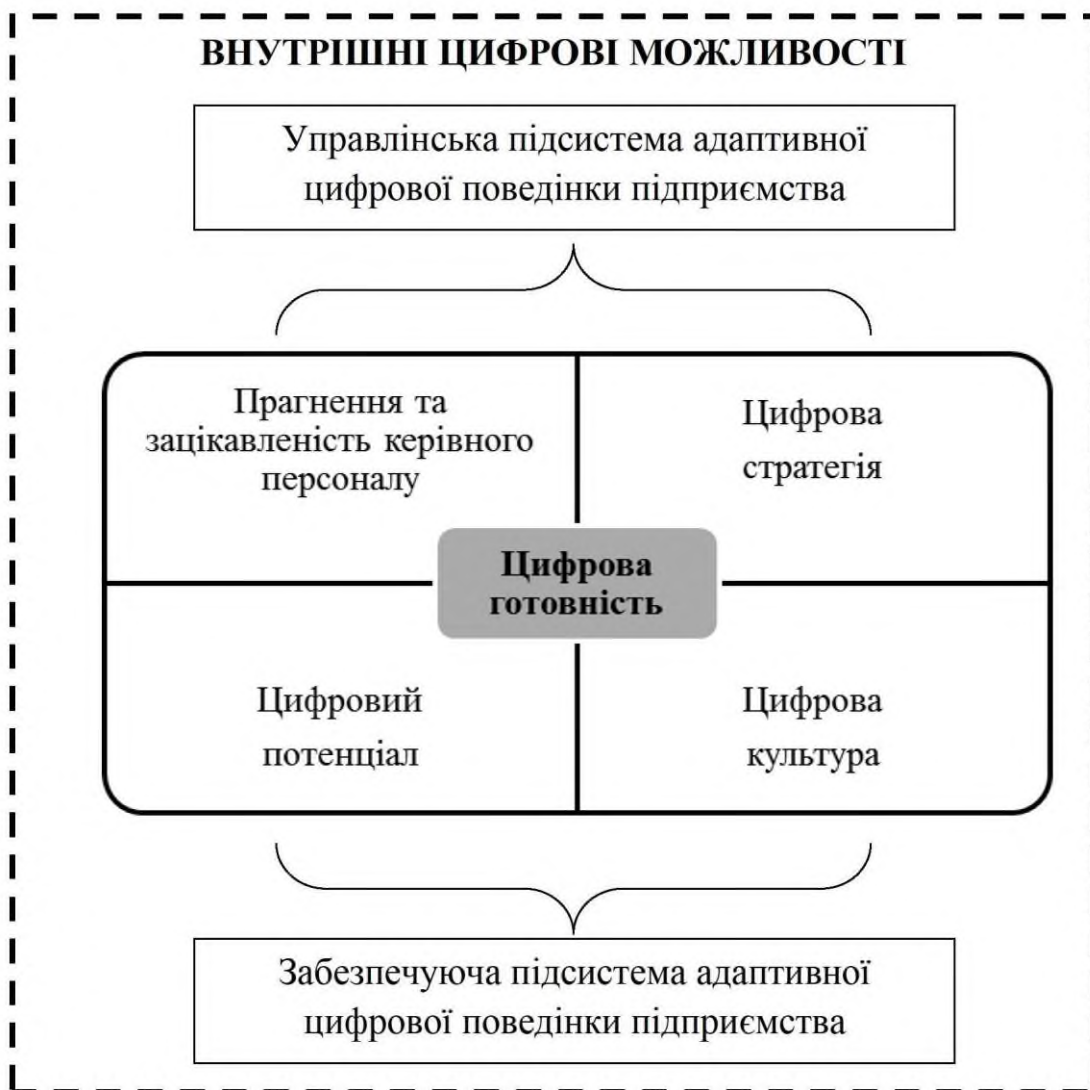 ВНУТРІШНІ ЦИФРОВІ МОЖЛИВОСТІ
Управлінська підсистема адаптивної
цифрової поведінки підприємства
Прагнення та
зацікавленість керівного
персоналу
Цифрова
стратегія
Цифрова
готовність
Цифровий
потенціал
Цифрова
культура
Забезпечуюча підсистема адаптивної
цифрової поведінки підприємства